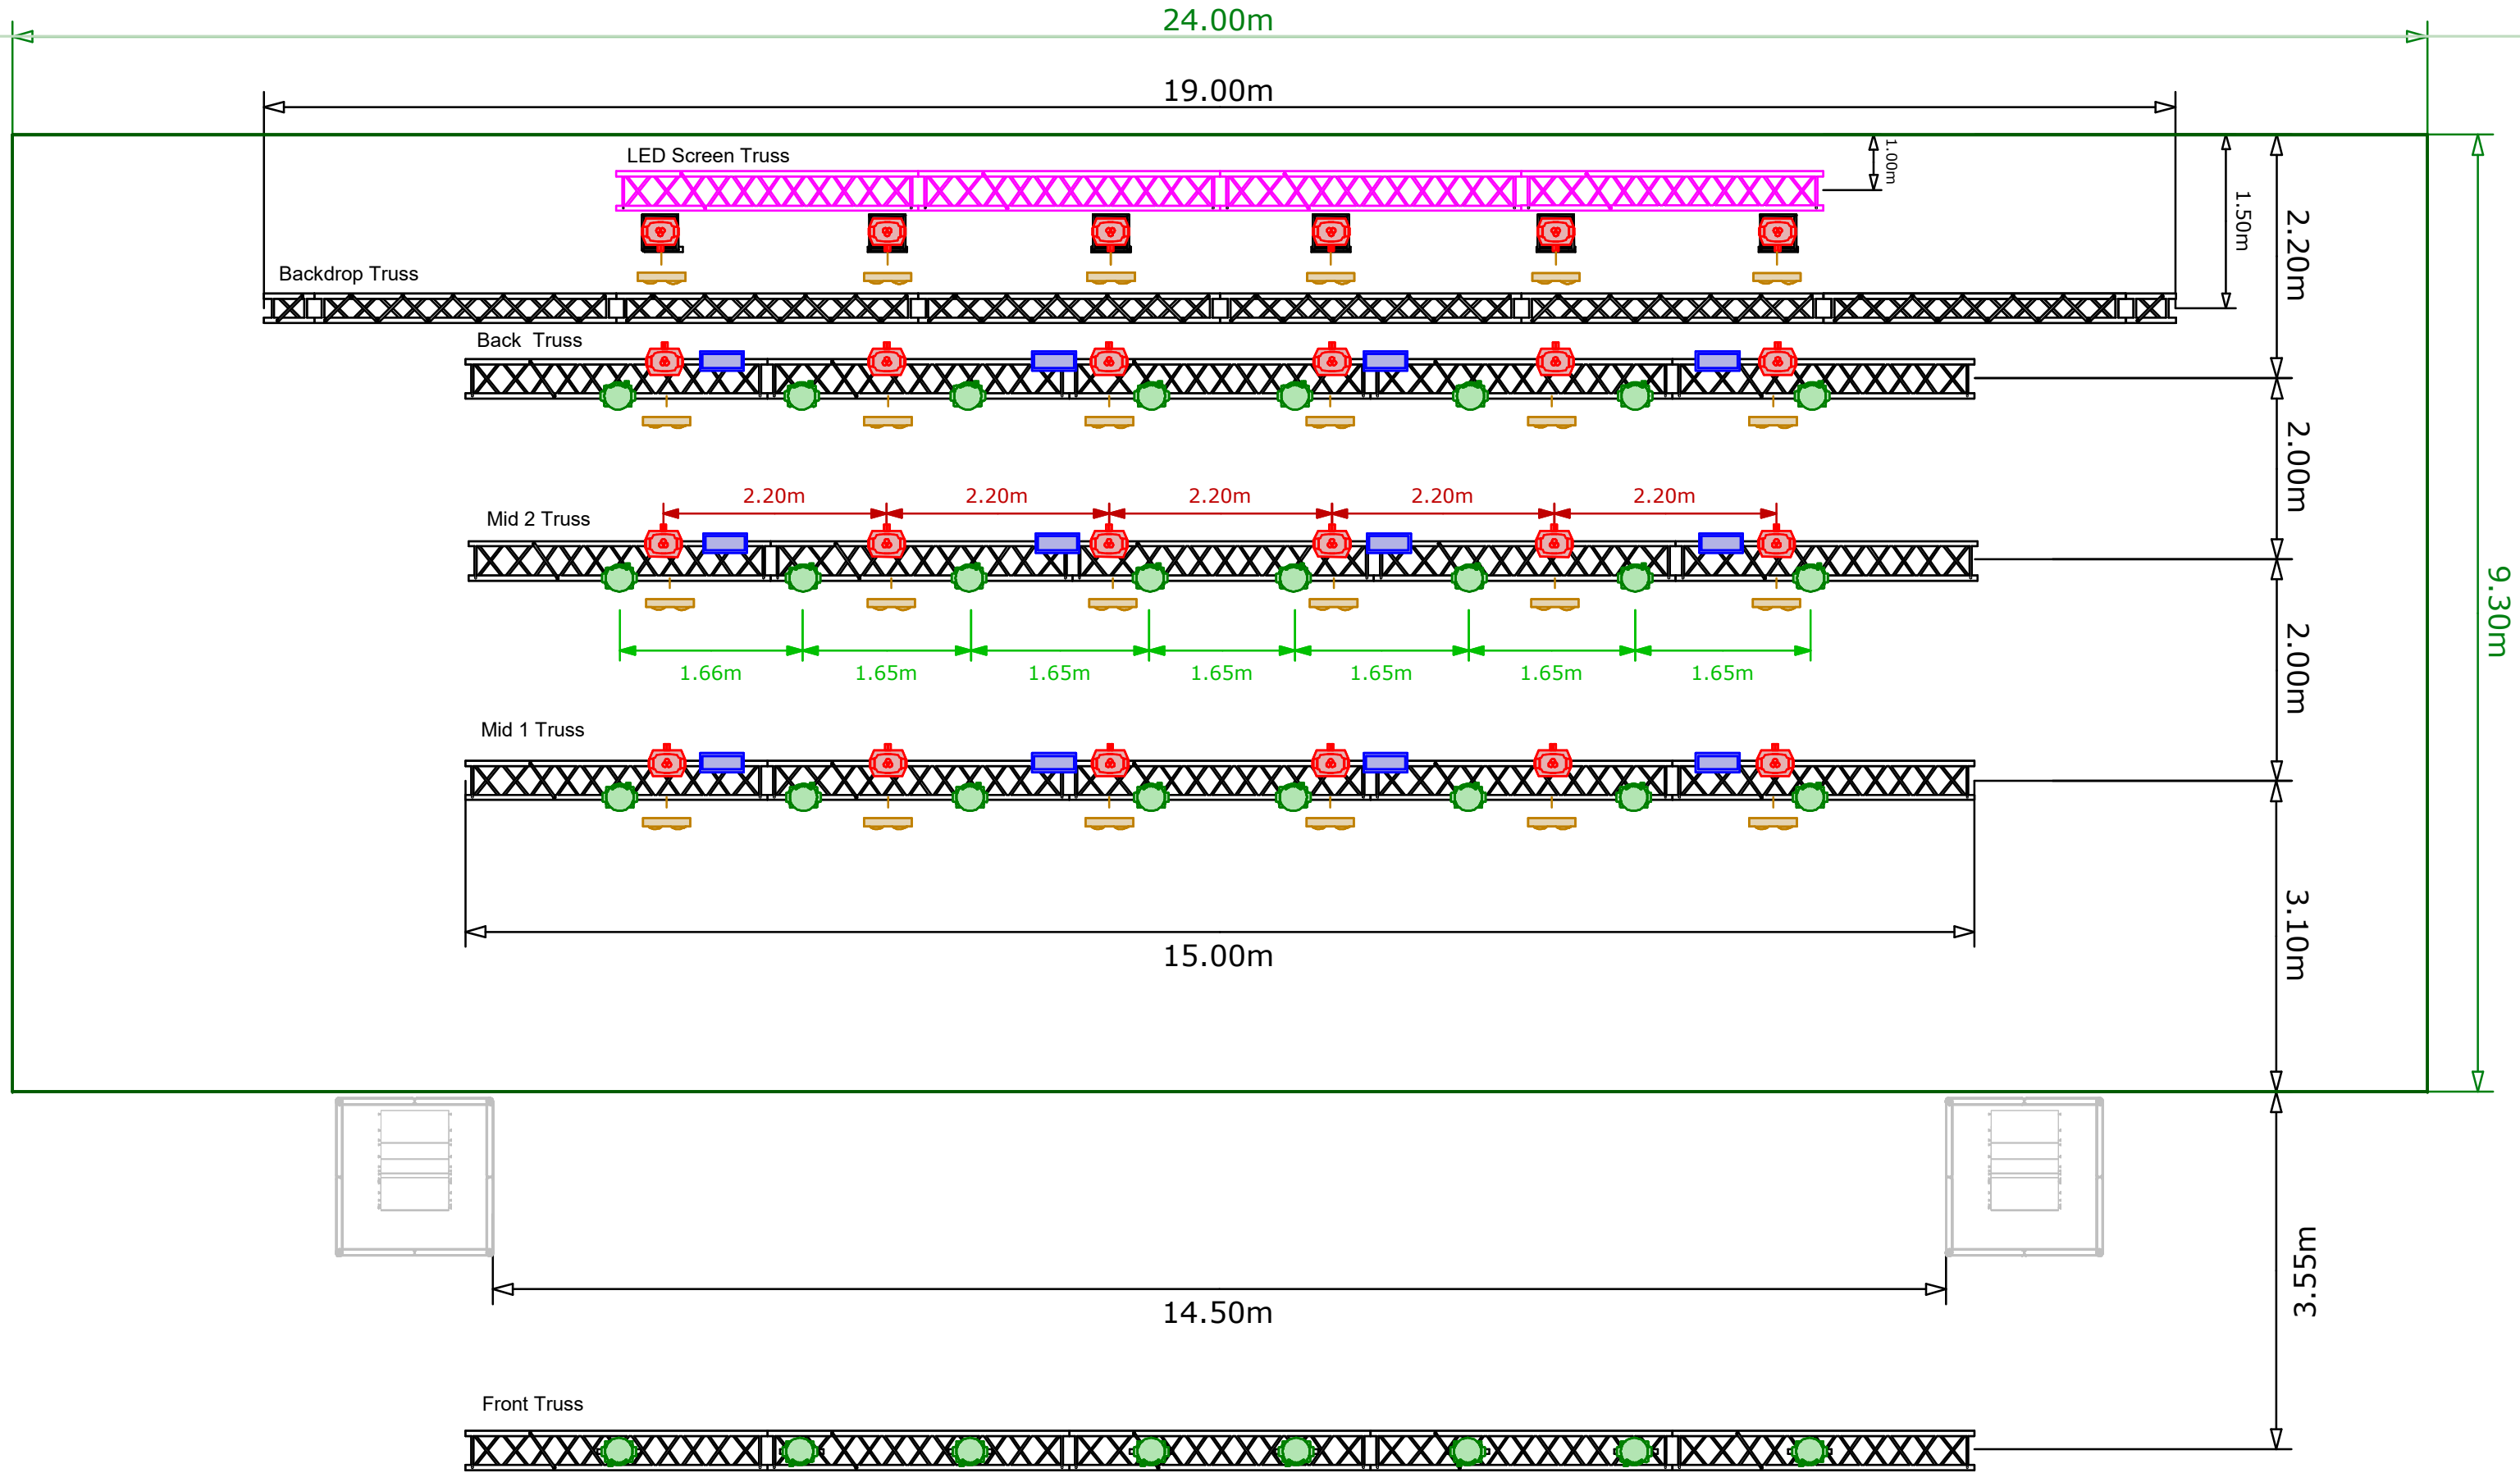 24.00m
19.00m
LED Screen Truss
1.00m
1.50m
2.20m
Backdrop Truss
Back  Truss
2.00m
2.20m
2.20m
2.20m
2.20m
2.20m
Mid 2 Truss
9.30m
2.00m
1.66m
1.65m
1.65m
1.65m
1.65m
1.65m
1.65m
Mid 1 Truss
3.10m
15.00m
3.55m
14.50m
Front Truss